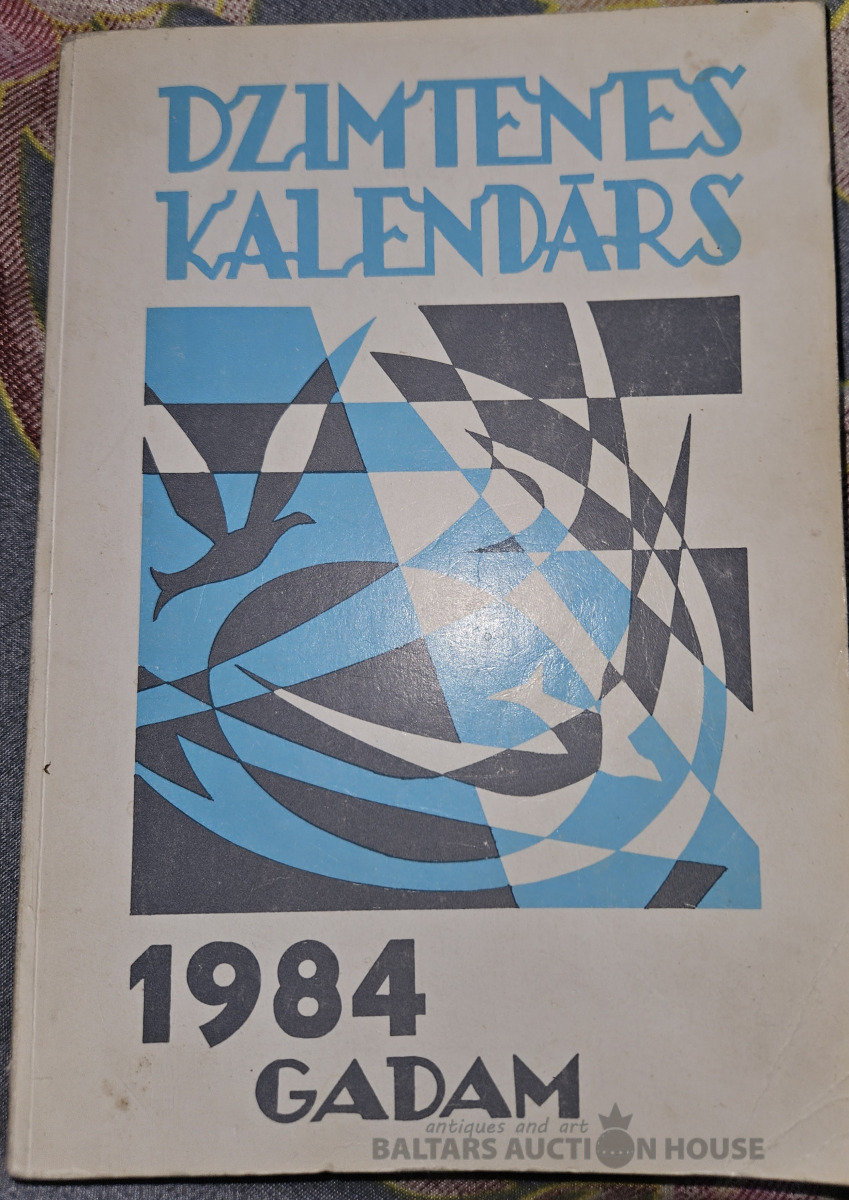 DZIMTENES
KALENDĀRS
1984
GADAM
antiques and art
BALTARS AUCTION HOUSE